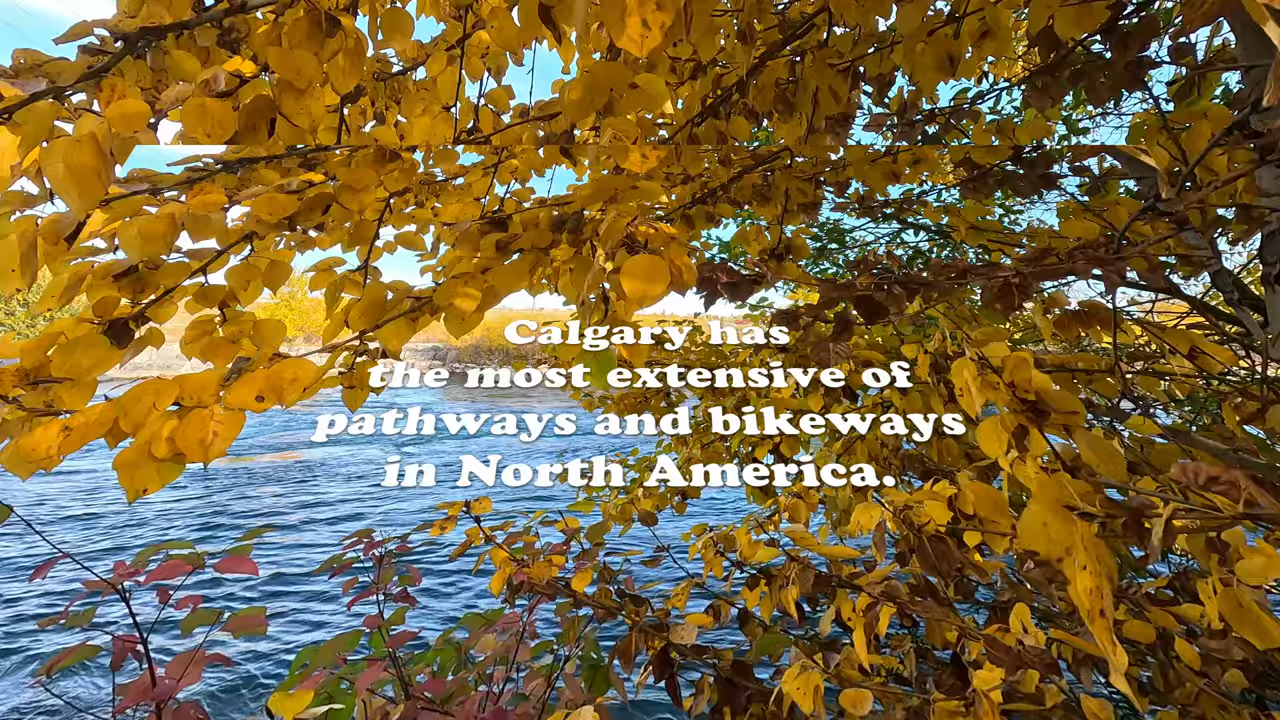 Calgary has
the most extensive of
pathways and bikeways
in North America.